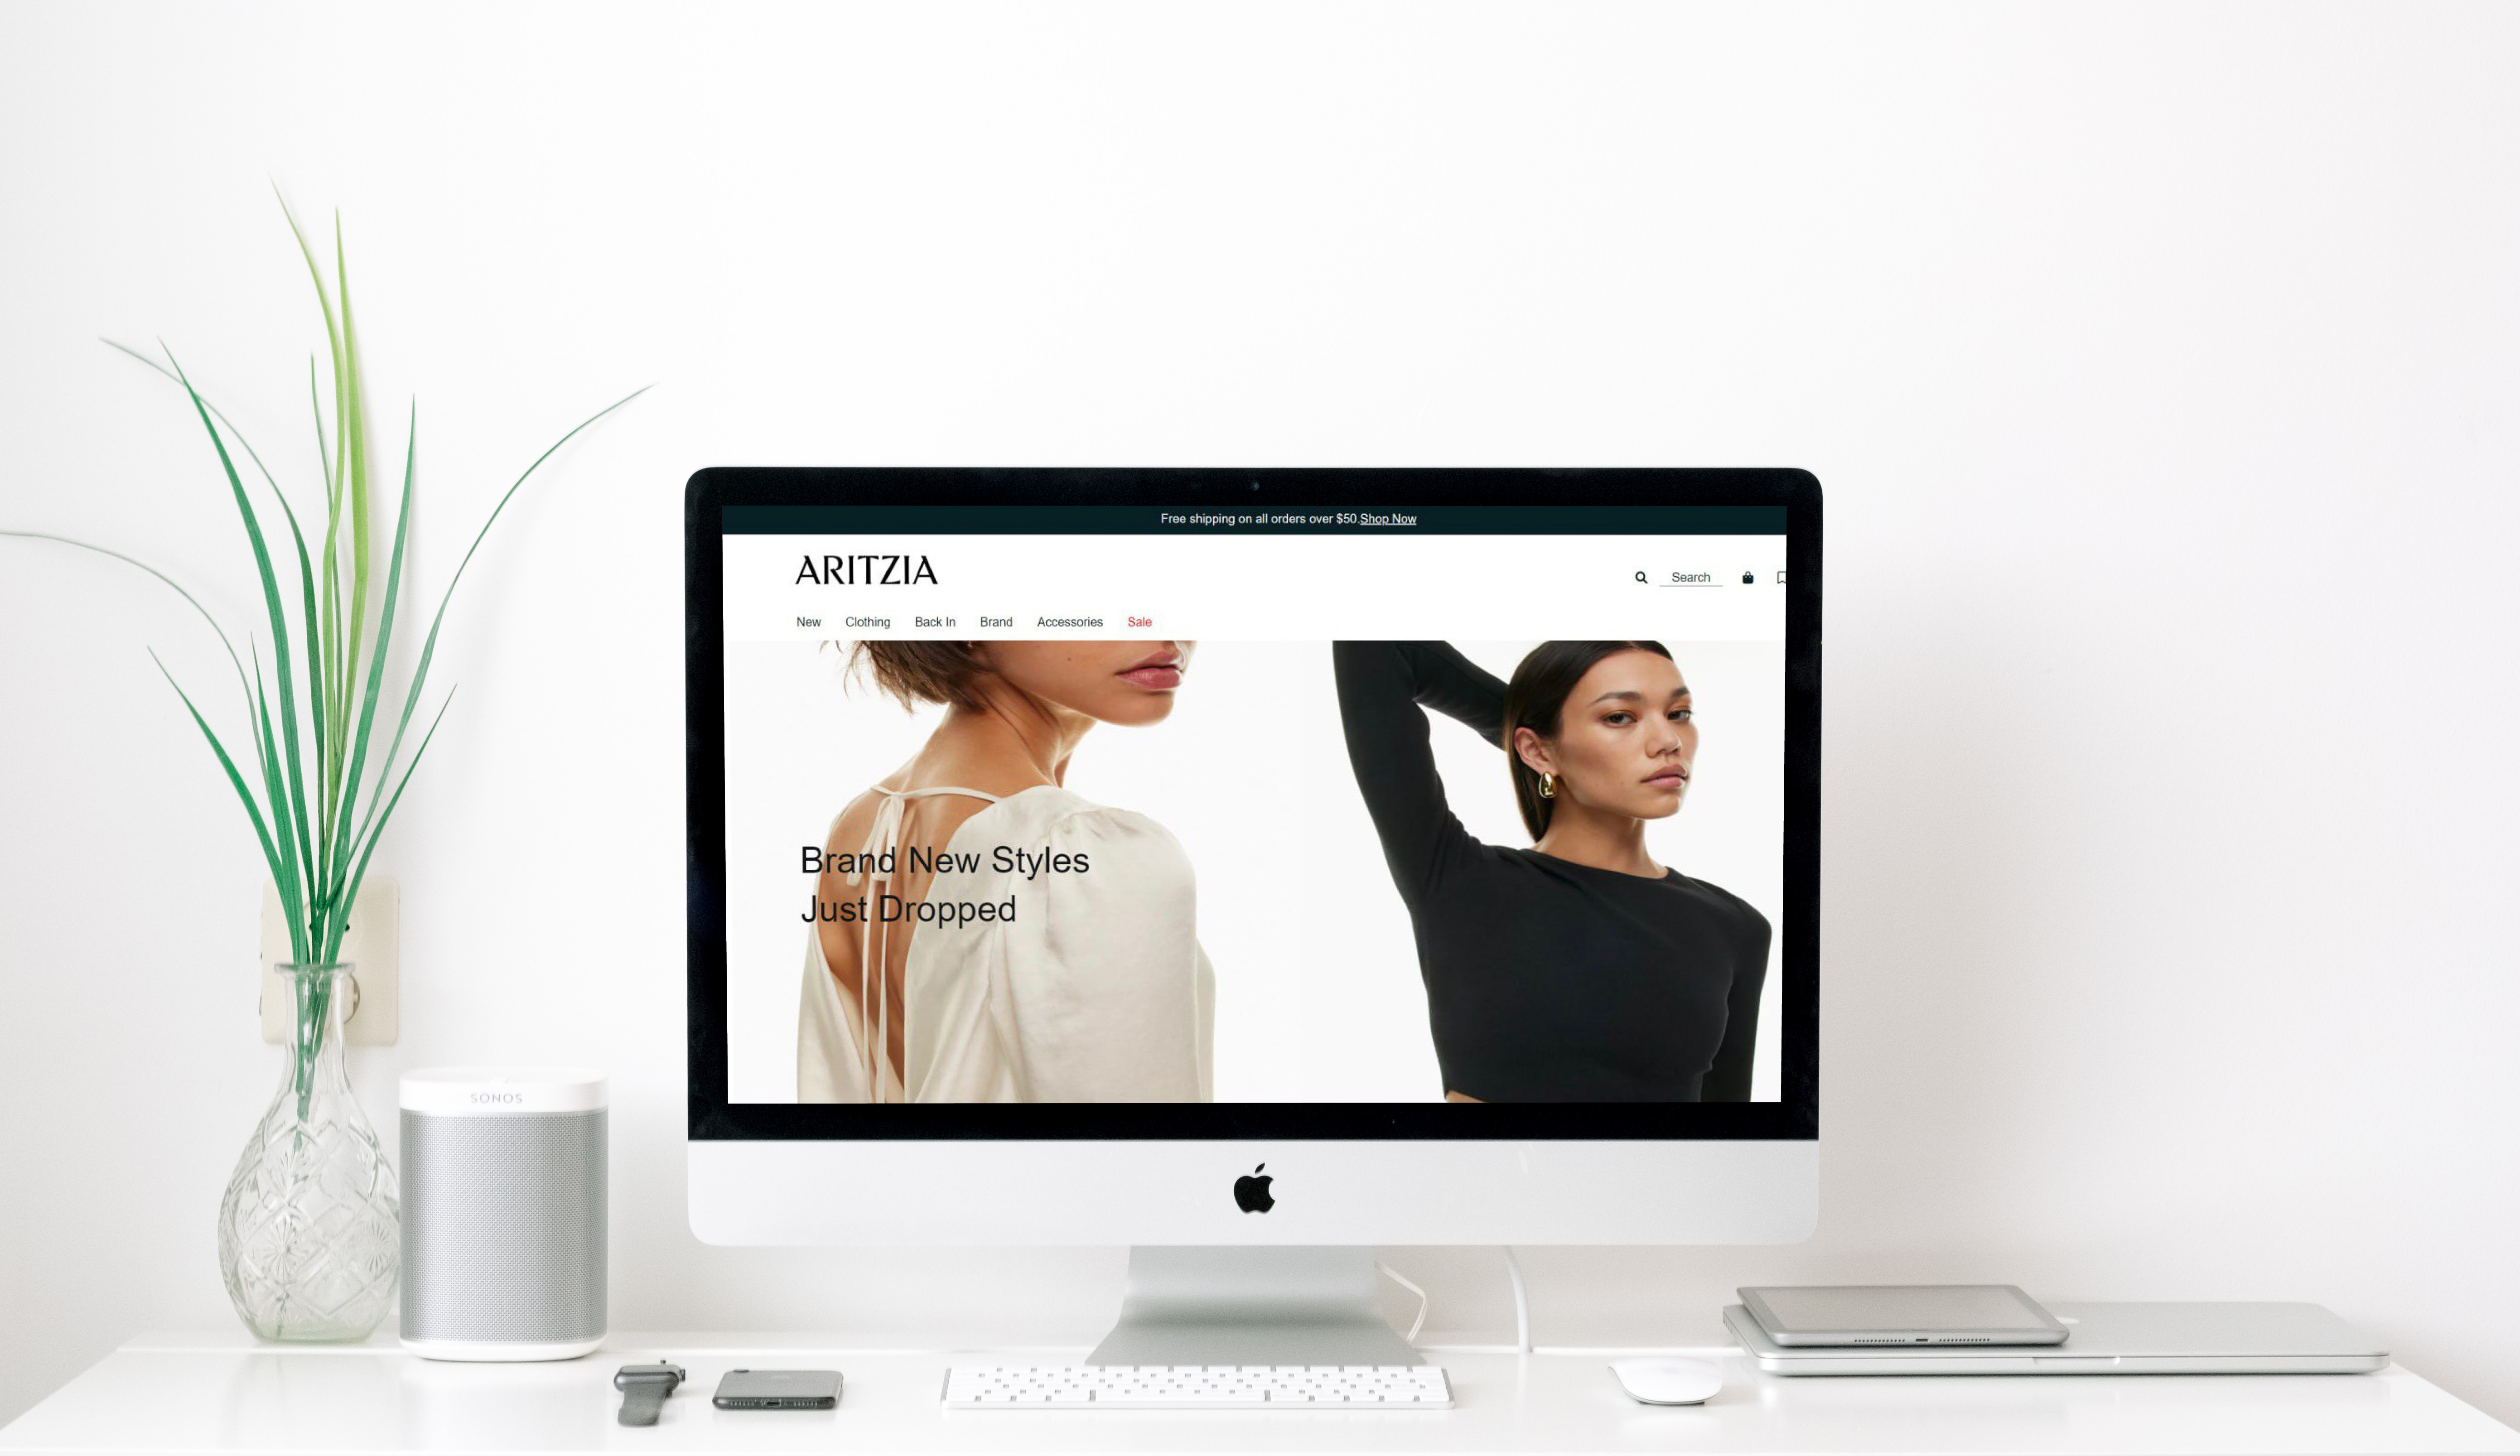 Free shipping on all orders over $50.Shop Now
ARITZIA
Search
New Clothing Back In Brand Accessories Sale
Brand New Styles
Just Dropped
SONOS